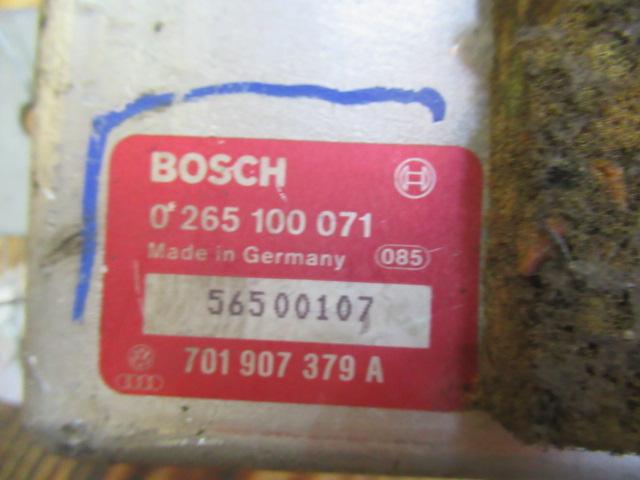 BOSCH
0 265 100 071
Made in Germany 085
56500107
701 907 379 A